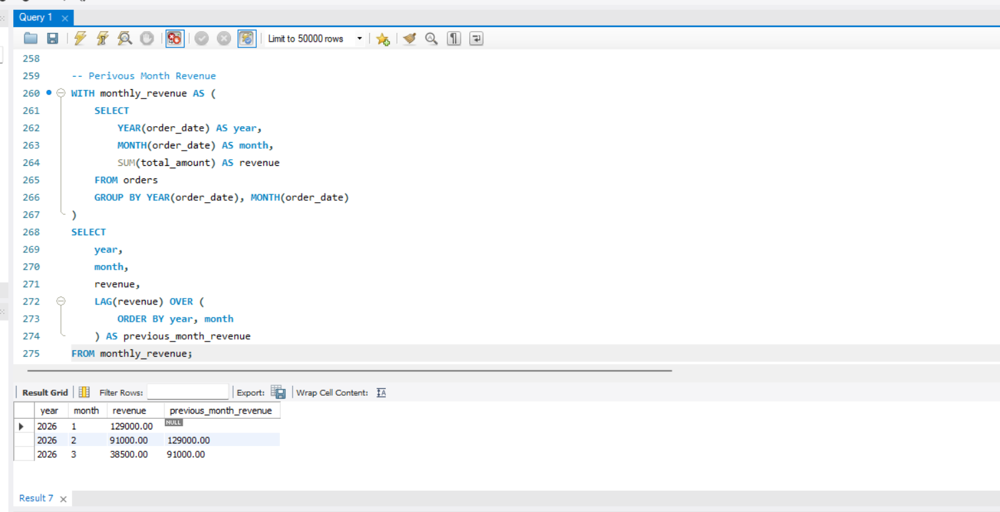 Query 1
Limit to 50000 rows
258
259 -- Perivous Month Revenue
260 WITH monthly_revenue AS (
261 SELECT
262 YEAR(order_date) AS year,
263 MONTH(order_date) AS month,
264 SUM(total_amount) AS revenue
265 FROM orders
266 GROUP BY YEAR(order_date), MONTH(order_date)
267 )
268 SELECT
269 year,
270 month,
271 revenue,
272 LAG(revenue) OVER (
273 ORDER BY year, month
274 ) AS previous_month_revenue
275 FROM monthly_revenue;
Result Grid Filter Rows: Export: Wrap Cell Content: IA
year month revenue previous_month_revenue
2026 1 129000.00 NULL
2026 2 91000.00 129000.00
2026 3 38500.00 91000.00
Result 7